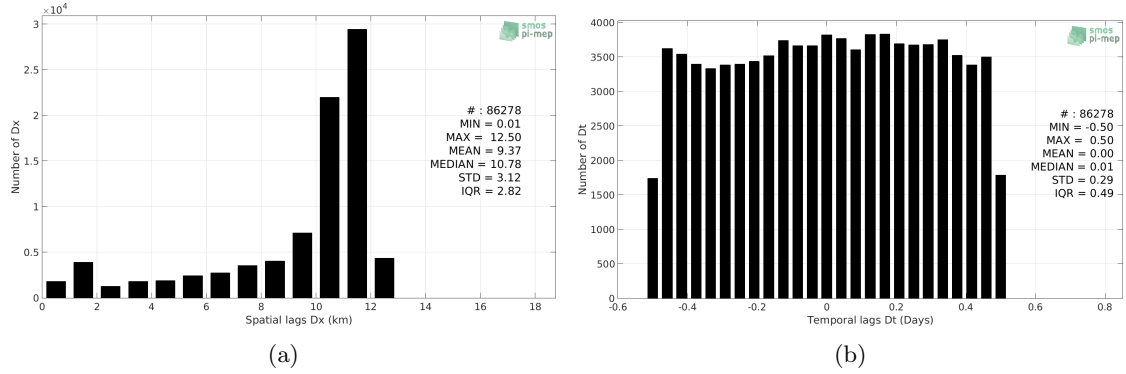 ×10⁴
3
2.5
2
1.5
1
0.5
0
0 2 4 6 8 10 12 14 16 18
Number of Dx
Spatial lags Dx (km)
smos
pi-mep
# : 86278
MIN = 0.01
MAX = 12.50
MEAN = 9.37
MEDIAN = 10.78
STD = 3.12
IQR = 2.82
(a)
4000
3500
3000
2500
2000
1500
1000
500
0
-0.6 -0.4 -0.2 0 0.2 0.4 0.6 0.8
Number of Dt
Temporal lags Dt (Days)
smos
pi-mep
# : 86278
MIN = -0.50
MAX = 0.50
MEAN = 0.00
MEDIAN = 0.01
STD = 0.29
IQR = 0.49
(b)